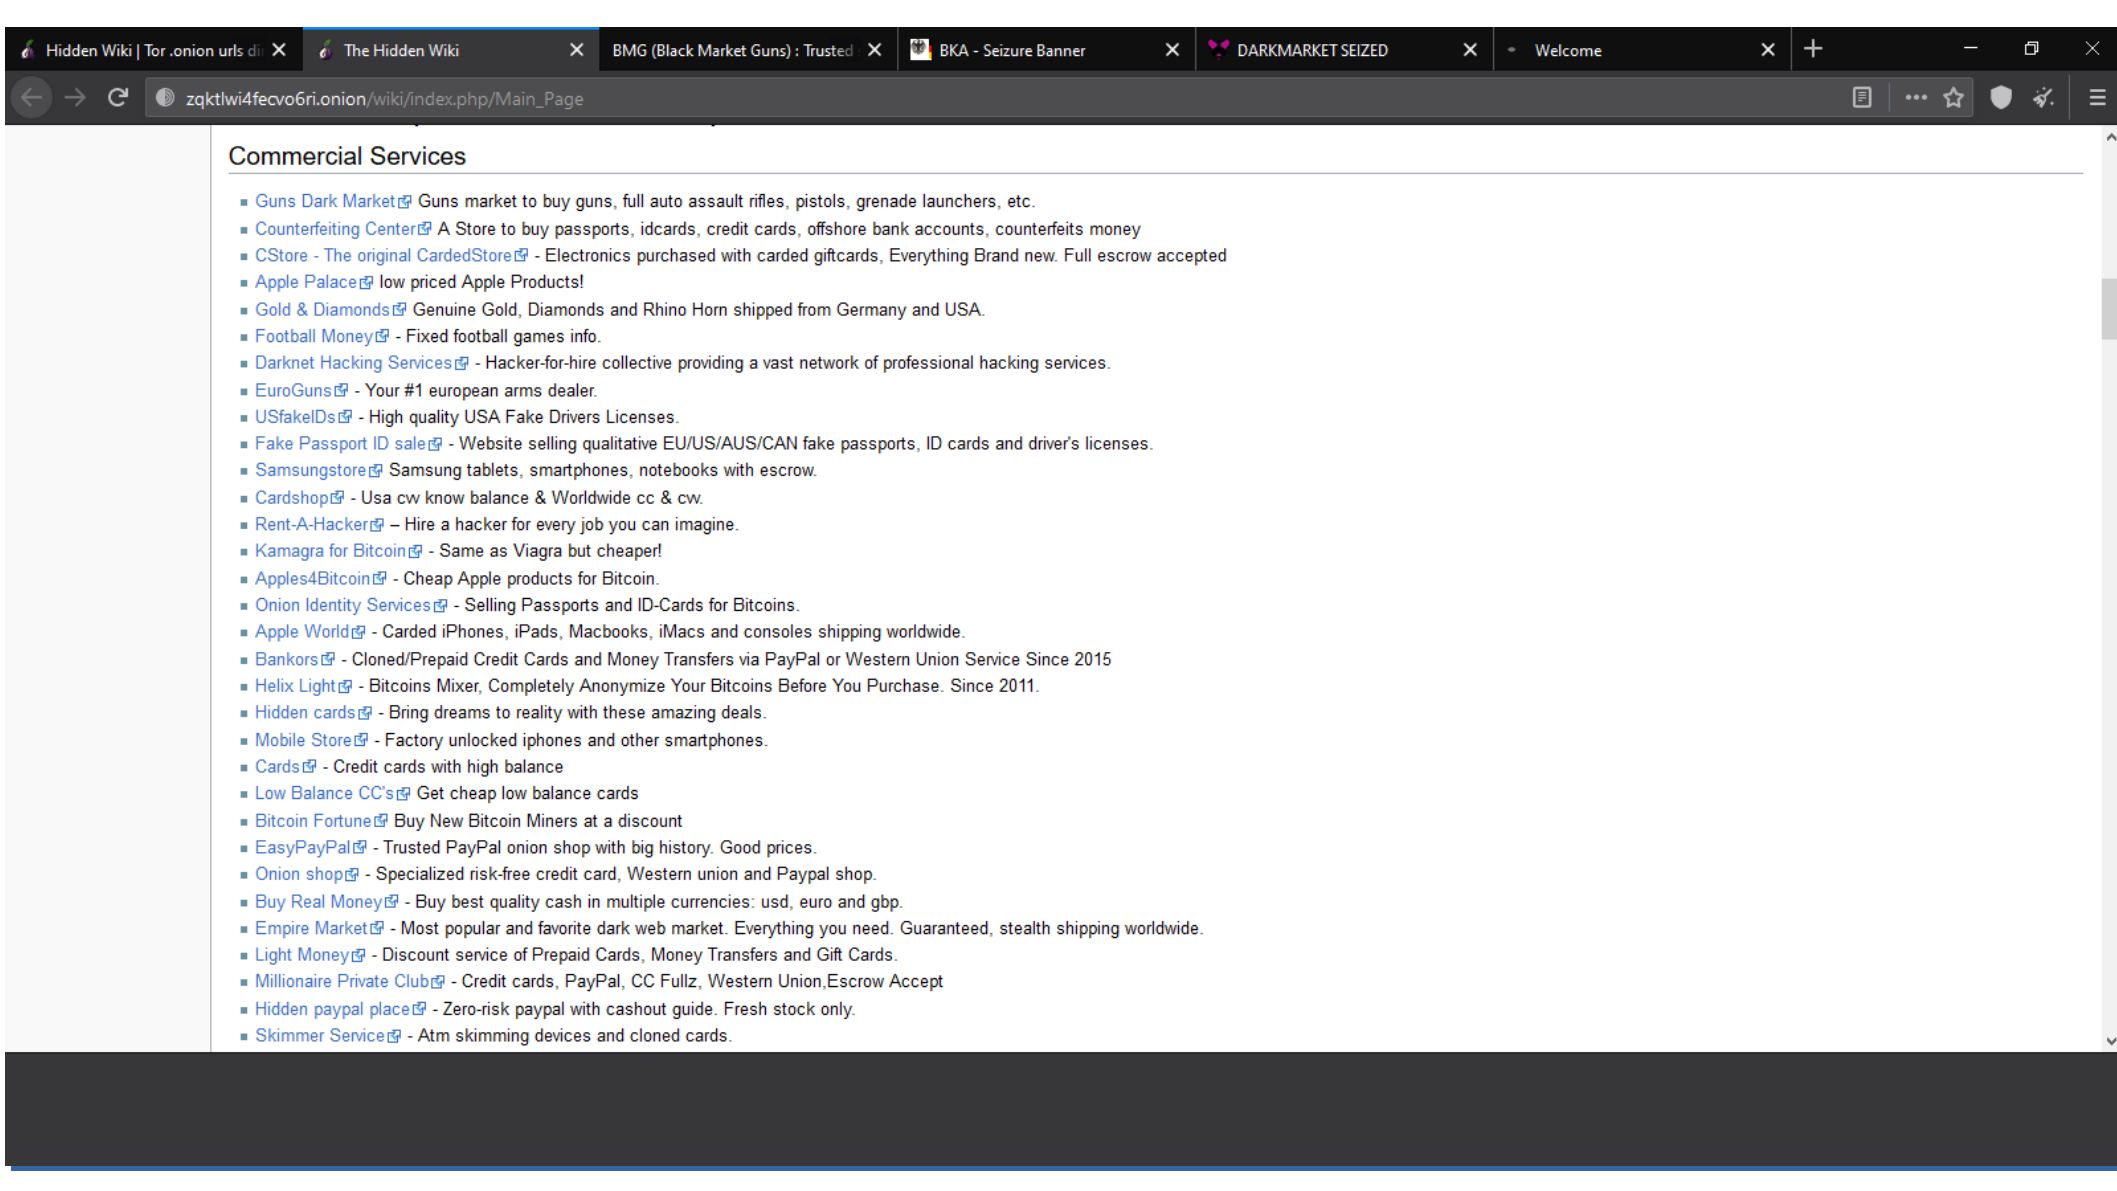 Hidden Wiki | Tor .onion urls di
The Hidden Wiki
BMG (Black Market Guns) : Trusted
BKA - Seizure Banner
DARKMARKET SEIZED
Welcome
zqktlwi4fecvo6ri.onion/wiki/index.php/Main_Page
Commercial Services
Guns Dark Market Guns market to buy guns, full auto assault rifles, pistols, grenade launchers, etc.
Counterfeiting Center A Store to buy passports, idcards, credit cards, offshore bank accounts, counterfeits money
CStore - The original CardedStore - Electronics purchased with carded giftcards, Everything Brand new. Full escrow accepted
Apple Palace low priced Apple Products!
Gold & Diamonds Genuine Gold, Diamonds and Rhino Horn shipped from Germany and USA.
Football Money - Fixed football games info.
Darknet Hacking Services - Hacker-for-hire collective providing a vast network of professional hacking services.
EuroGuns - Your #1 european arms dealer.
USfakeIDs - High quality USA Fake Drivers Licenses.
Fake Passport ID sale - Website selling qualitative EU/US/AUS/CAN fake passports, ID cards and driver's licenses.
Samsungstore Samsung tablets, smartphones, notebooks with escrow.
Cardshop - Usa cw know balance & Worldwide cc & cw.
Rent-A-Hacker – Hire a hacker for every job you can imagine.
Kamagra for Bitcoin - Same as Viagra but cheaper!
Apples4Bitcoin - Cheap Apple products for Bitcoin.
Onion Identity Services - Selling Passports and ID-Cards for Bitcoins.
Apple World - Carded iPhones, iPads, Macbooks, iMacs and consoles shipping worldwide.
Bankors - Cloned/Prepaid Credit Cards and Money Transfers via PayPal or Western Union Service Since 2015
Helix Light - Bitcoins Mixer, Completely Anonymize Your Bitcoins Before You Purchase. Since 2011.
Hidden cards - Bring dreams to reality with these amazing deals.
Mobile Store - Factory unlocked iphones and other smartphones.
Cards - Credit cards with high balance
Low Balance CC's Get cheap low balance cards
Bitcoin Fortune Buy New Bitcoin Miners at a discount
EasyPayPal - Trusted PayPal onion shop with big history. Good prices.
Onion shop - Specialized risk-free credit card, Western union and Paypal shop.
Buy Real Money - Buy best quality cash in multiple currencies: usd, euro and gbp.
Empire Market - Most popular and favorite dark web market. Everything you need. Guaranteed, stealth shipping worldwide.
Light Money - Discount service of Prepaid Cards, Money Transfers and Gift Cards.
Millionaire Private Club - Credit cards, PayPal, CC Fullz, Western Union,Escrow Accept
Hidden paypal place - Zero-risk paypal with cashout guide. Fresh stock only.
Skimmer Service - Atm skimming devices and cloned cards.